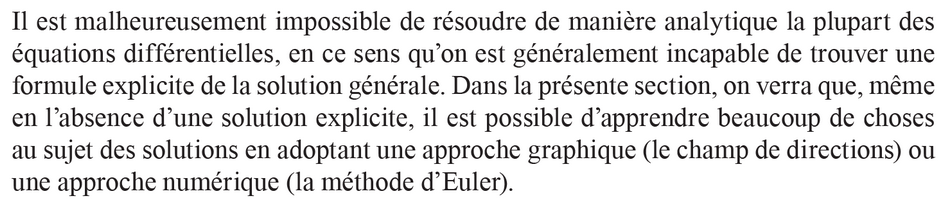 Il est malheureusement impossible de résoudre de manière analytique la plupart des
équations différentielles, en ce sens qu’on est généralement incapable de trouver une
formule explicite de la solution générale. Dans la présente section, on verra que, même
en l’absence d’une solution explicite, il est possible d’apprendre beaucoup de choses
au sujet des solutions en adoptant une approche graphique (le champ de directions) ou
une approche numérique (la méthode d’Euler).